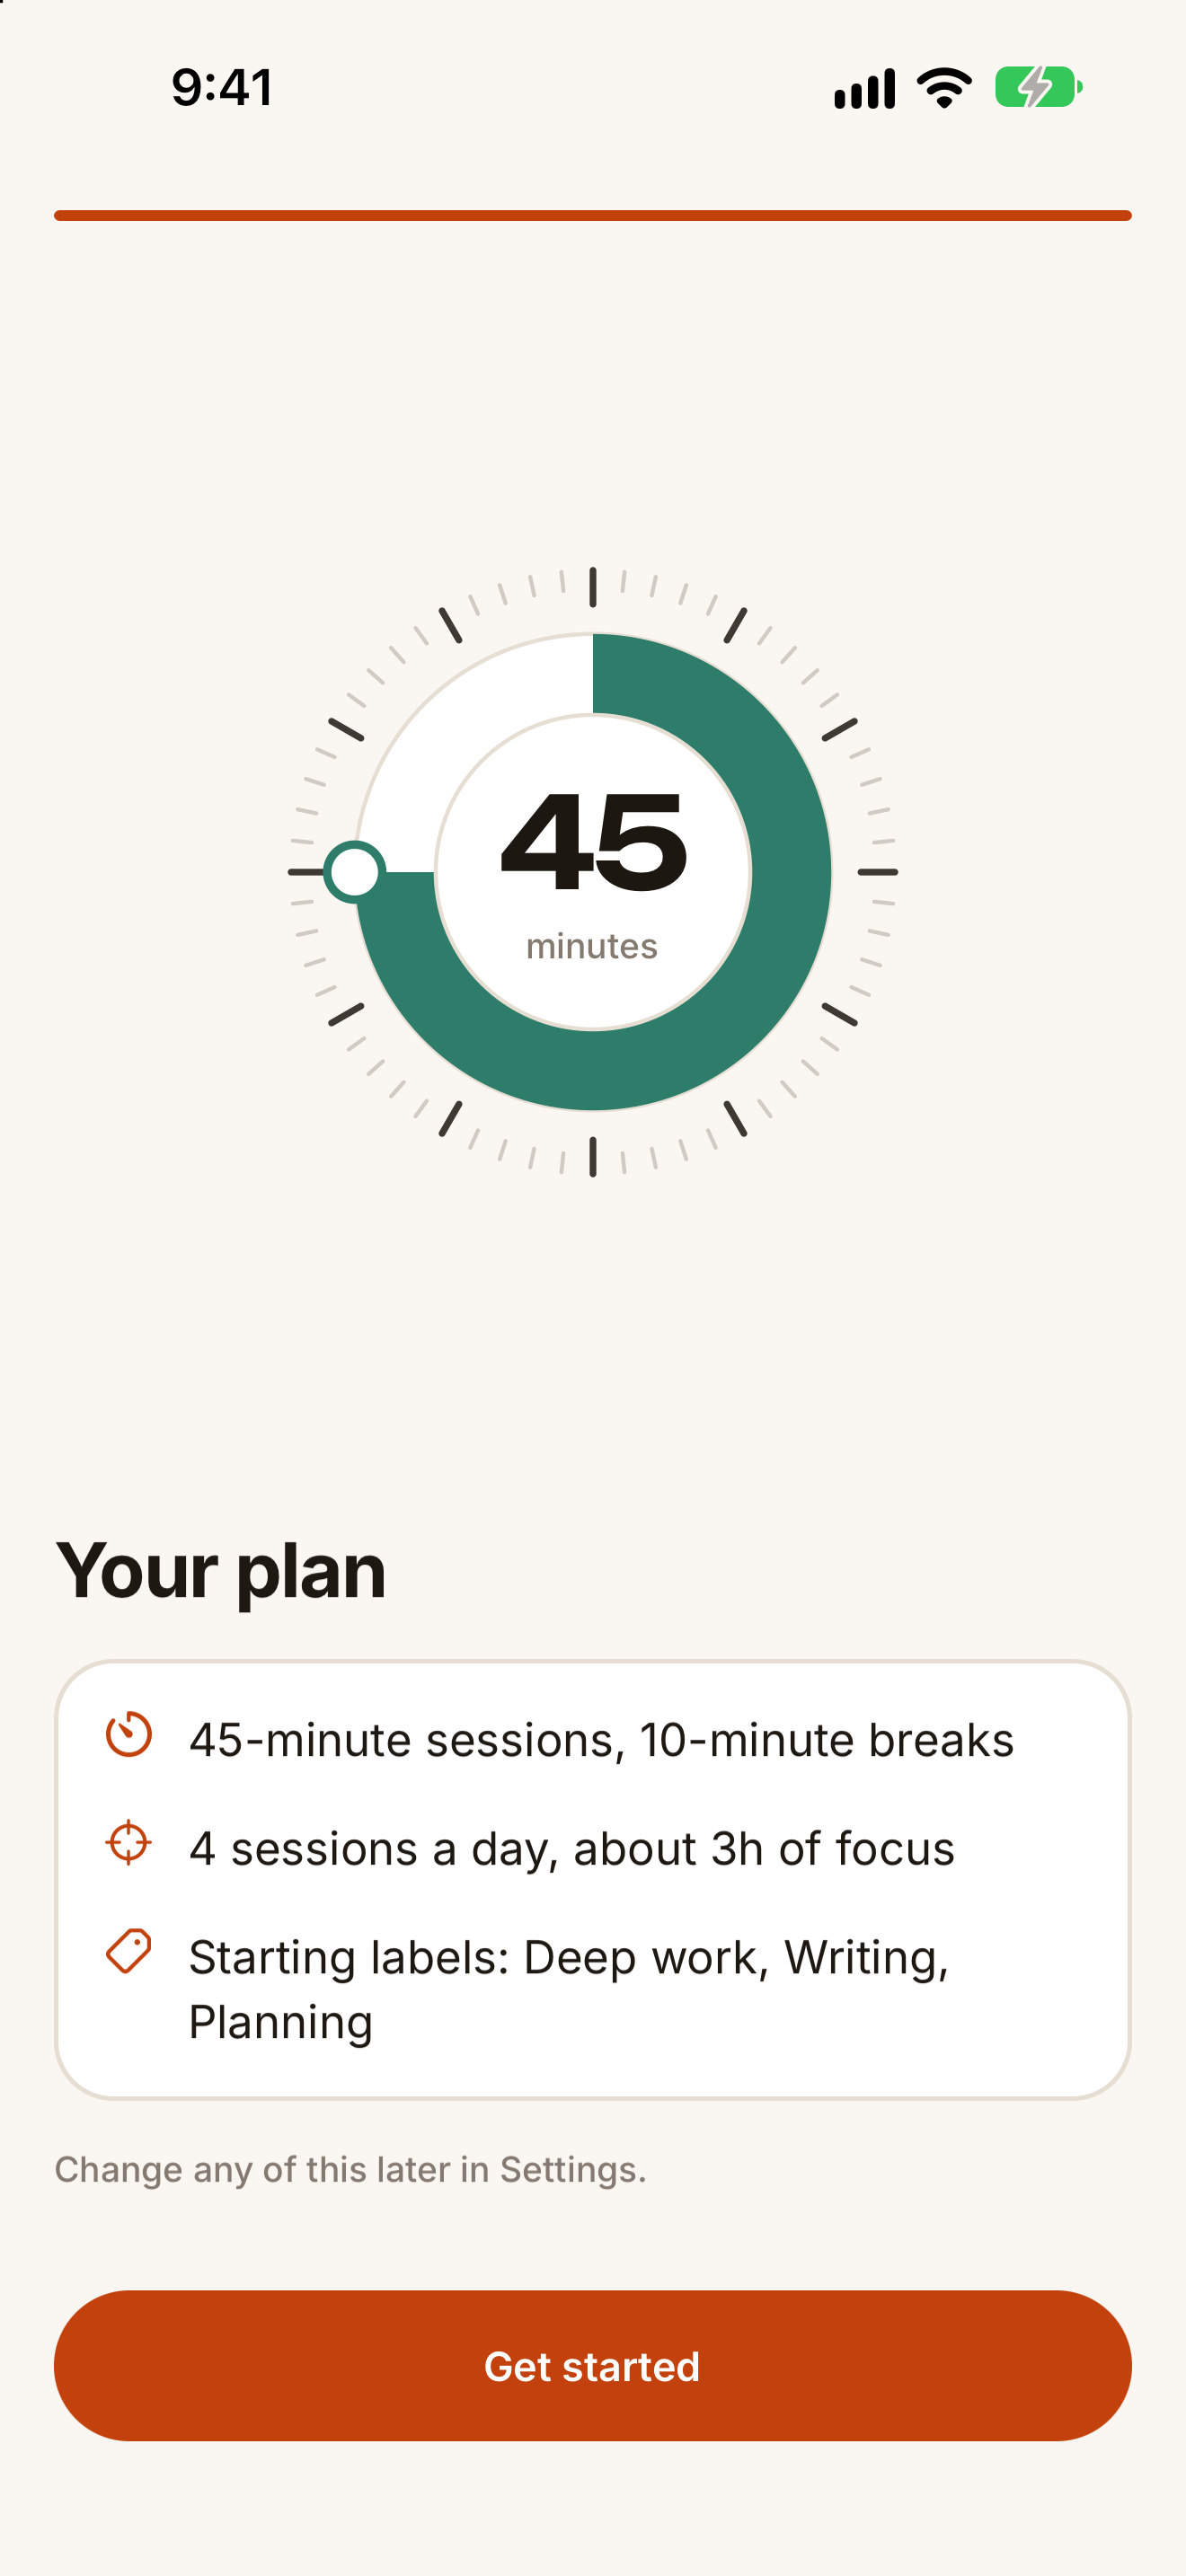 9:41
45
minutes
Your plan
45-minute sessions, 10-minute breaks
4 sessions a day, about 3h of focus
Starting labels: Deep work, Writing,
Planning
Change any of this later in Settings.
Get started